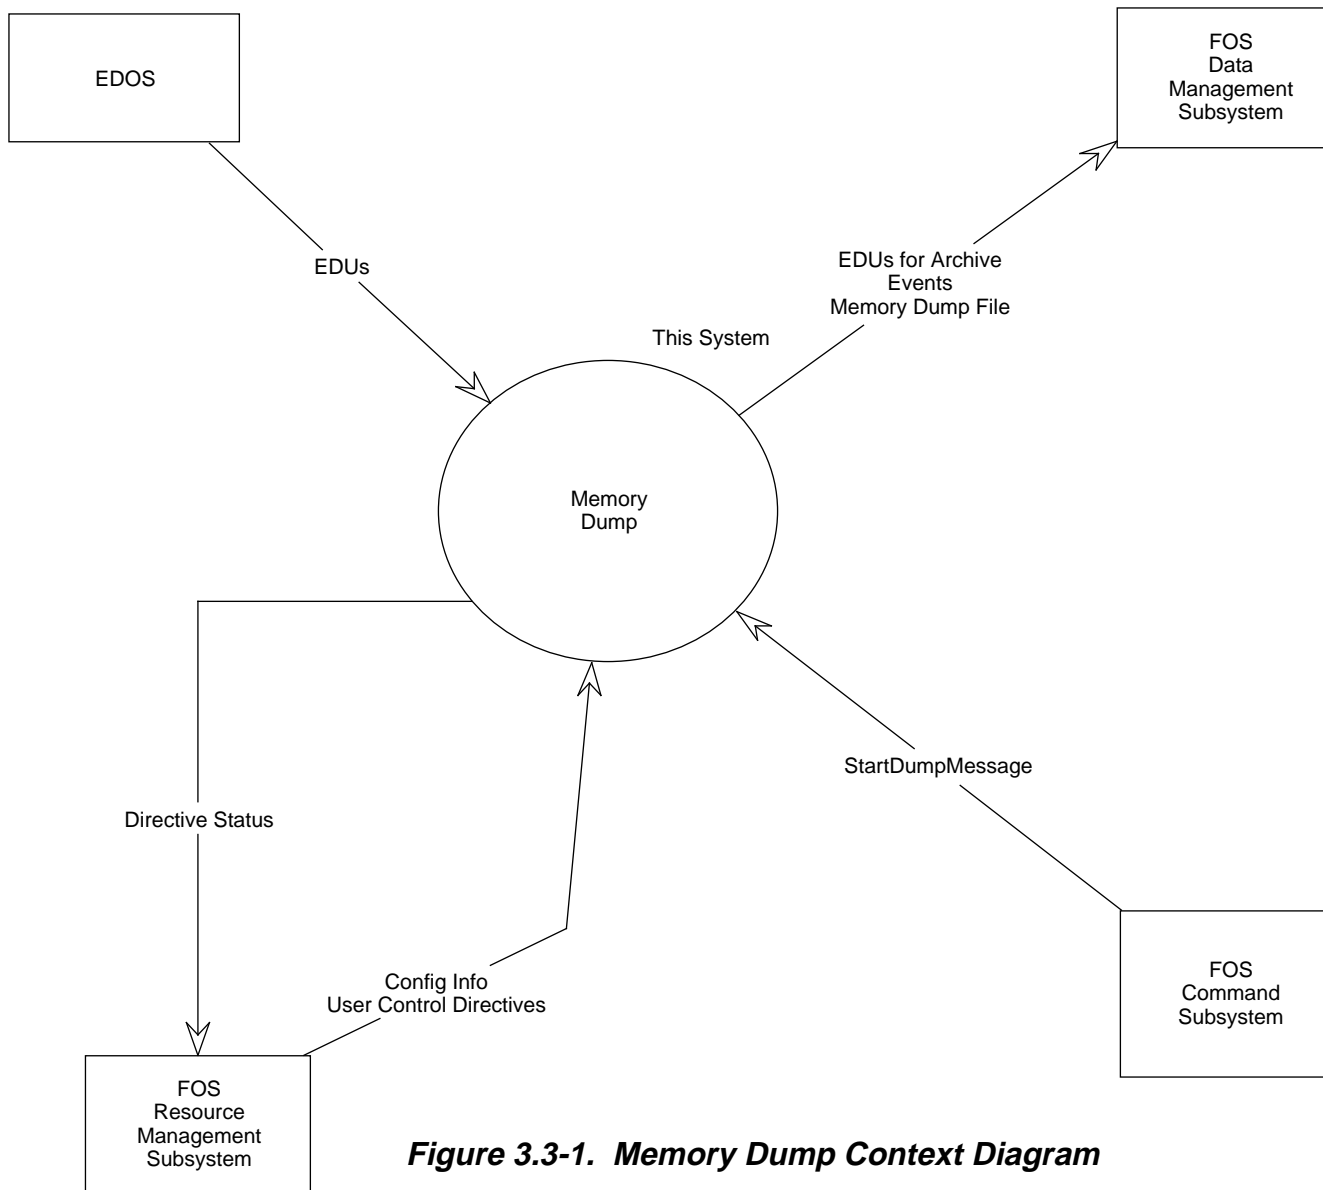 EDOS
FOS
Data
Management
Subsystem
EDUs
EDUs for Archive
Events
Memory Dump File
This System
Memory
Dump
StartDumpMessage
Directive Status
Config Info
User Control Directives
FOS
Command
Subsystem
FOS
Resource
Management
Subsystem
Figure 3.3-1. Memory Dump Context Diagram